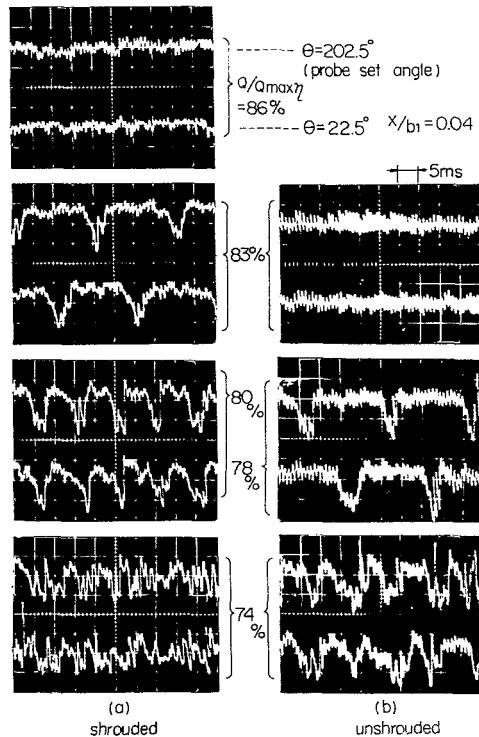 θ=202.5°
(probe set angle)
Q/Qmaxη
=86%
θ=22.5° X/b1=0.04
5ms
83%
80
%
78
%
74
%
(a) (b)
shrouded unshrouded